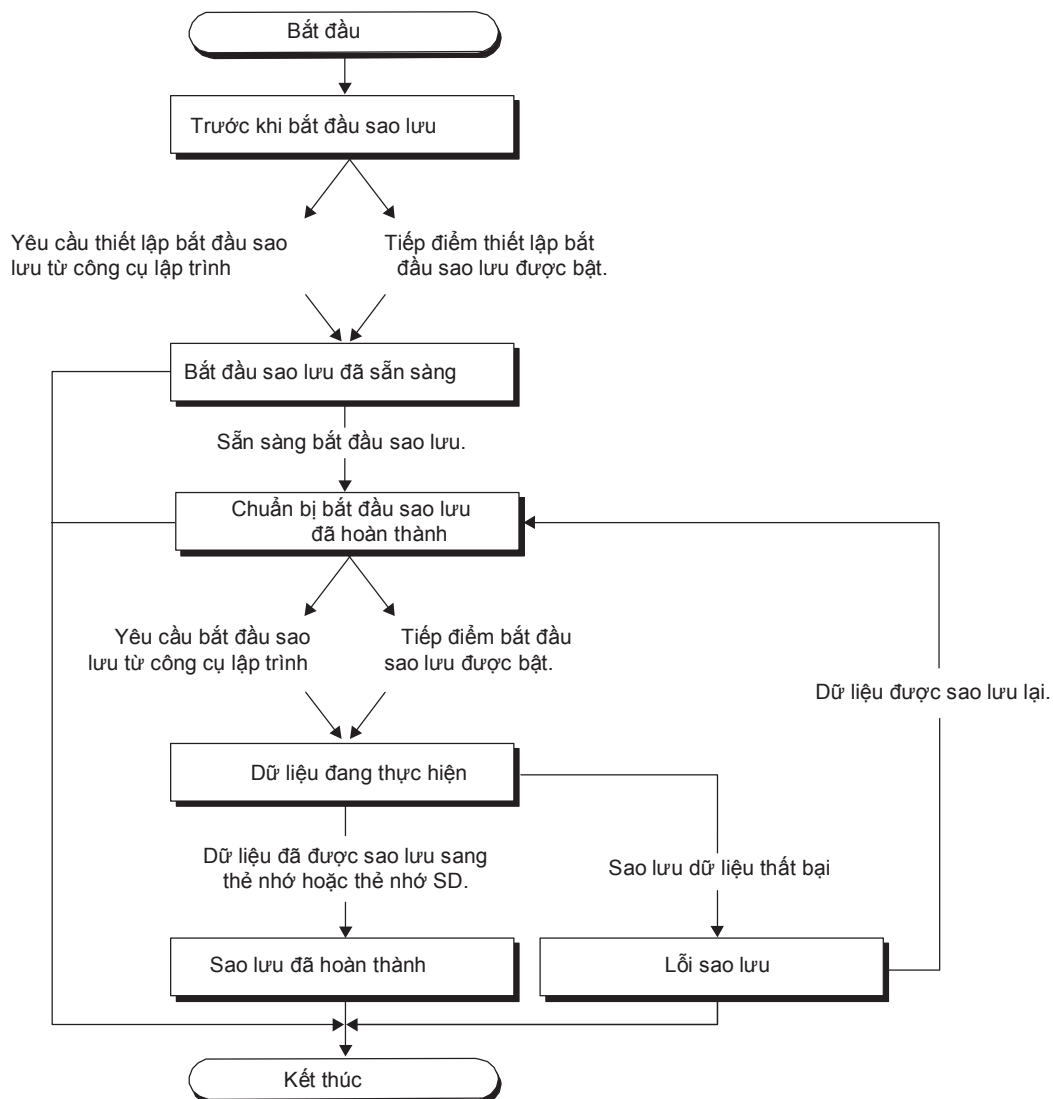 Bắt đầu
Trước khi bắt đầu sao lưu
Yêu cầu thiết lập bắt đầu sao
lưu từ công cụ lập trình
Tiếp điểm thiết lập bắt
đầu sao lưu được bật.
Bắt đầu sao lưu đã sẵn sàng
Sẵn sàng bắt đầu sao lưu.
Chuẩn bị bắt đầu sao lưu
đã hoàn thành
Yêu cầu bắt đầu sao
lưu từ công cụ lập trình
Tiếp điểm bắt đầu
sao lưu được bật.
Dữ liệu được sao lưu lại.
Dữ liệu đang thực hiện
Dữ liệu đã được sao lưu sang
thẻ nhớ hoặc thẻ nhớ SD.
Sao lưu dữ liệu thất bại
Sao lưu đã hoàn thành
Lỗi sao lưu
Kết thúc